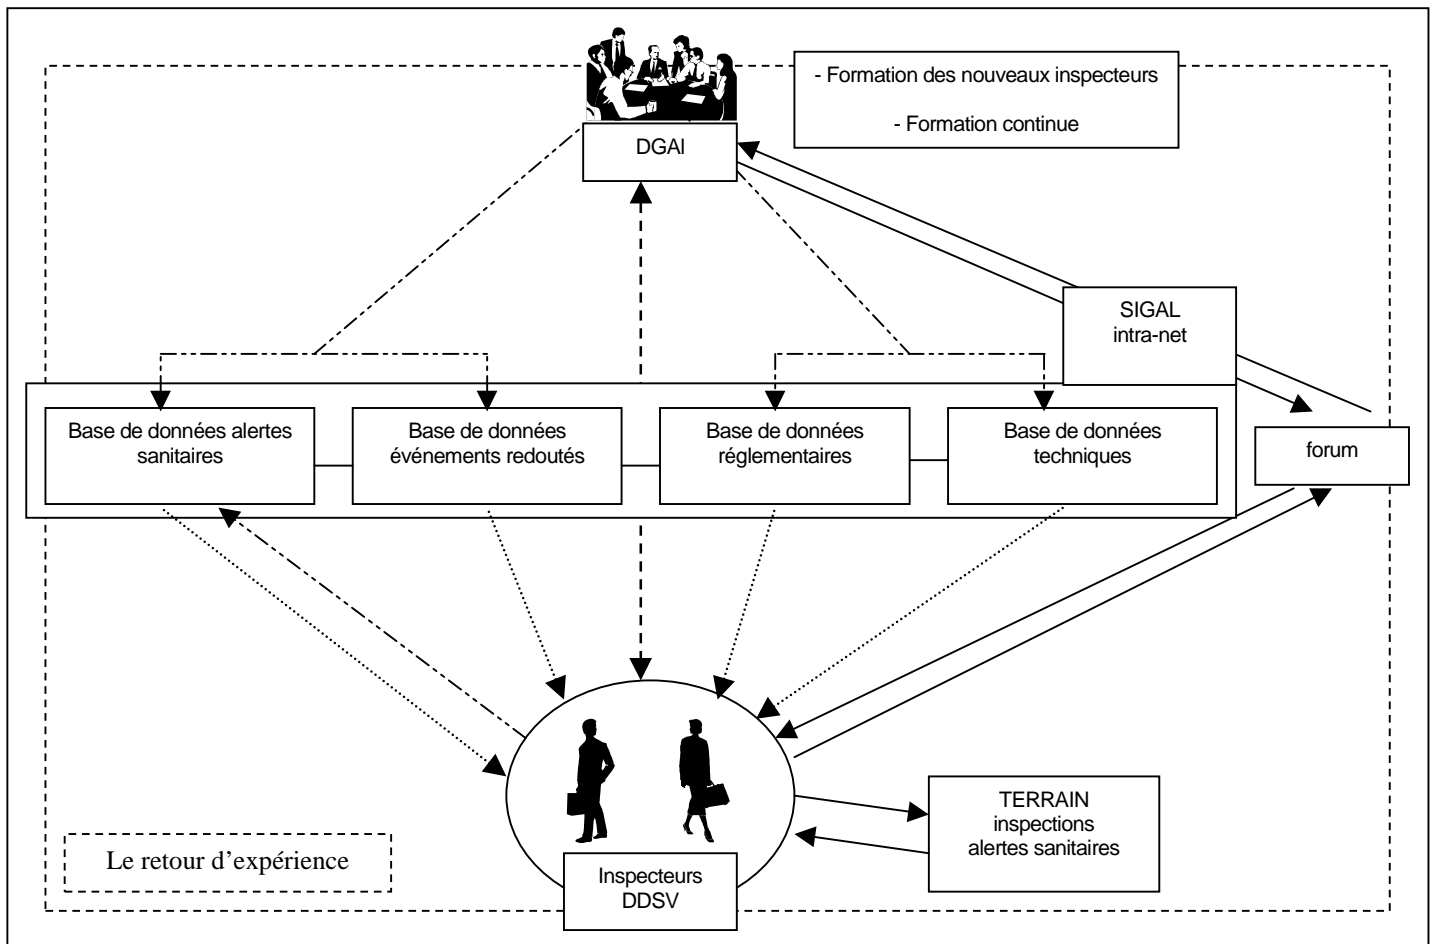 - Formation des nouveaux inspecteurs
- Formation continue
DGAl
SIGAL
intra-net
Base de données alertes
sanitaires
Base de données
événements redoutés
Base de données
réglementaires
Base de données
techniques
forum
TERRAIN
inspections
alertes sanitaires
Le retour d’expérience
Inspecteurs
DDSV